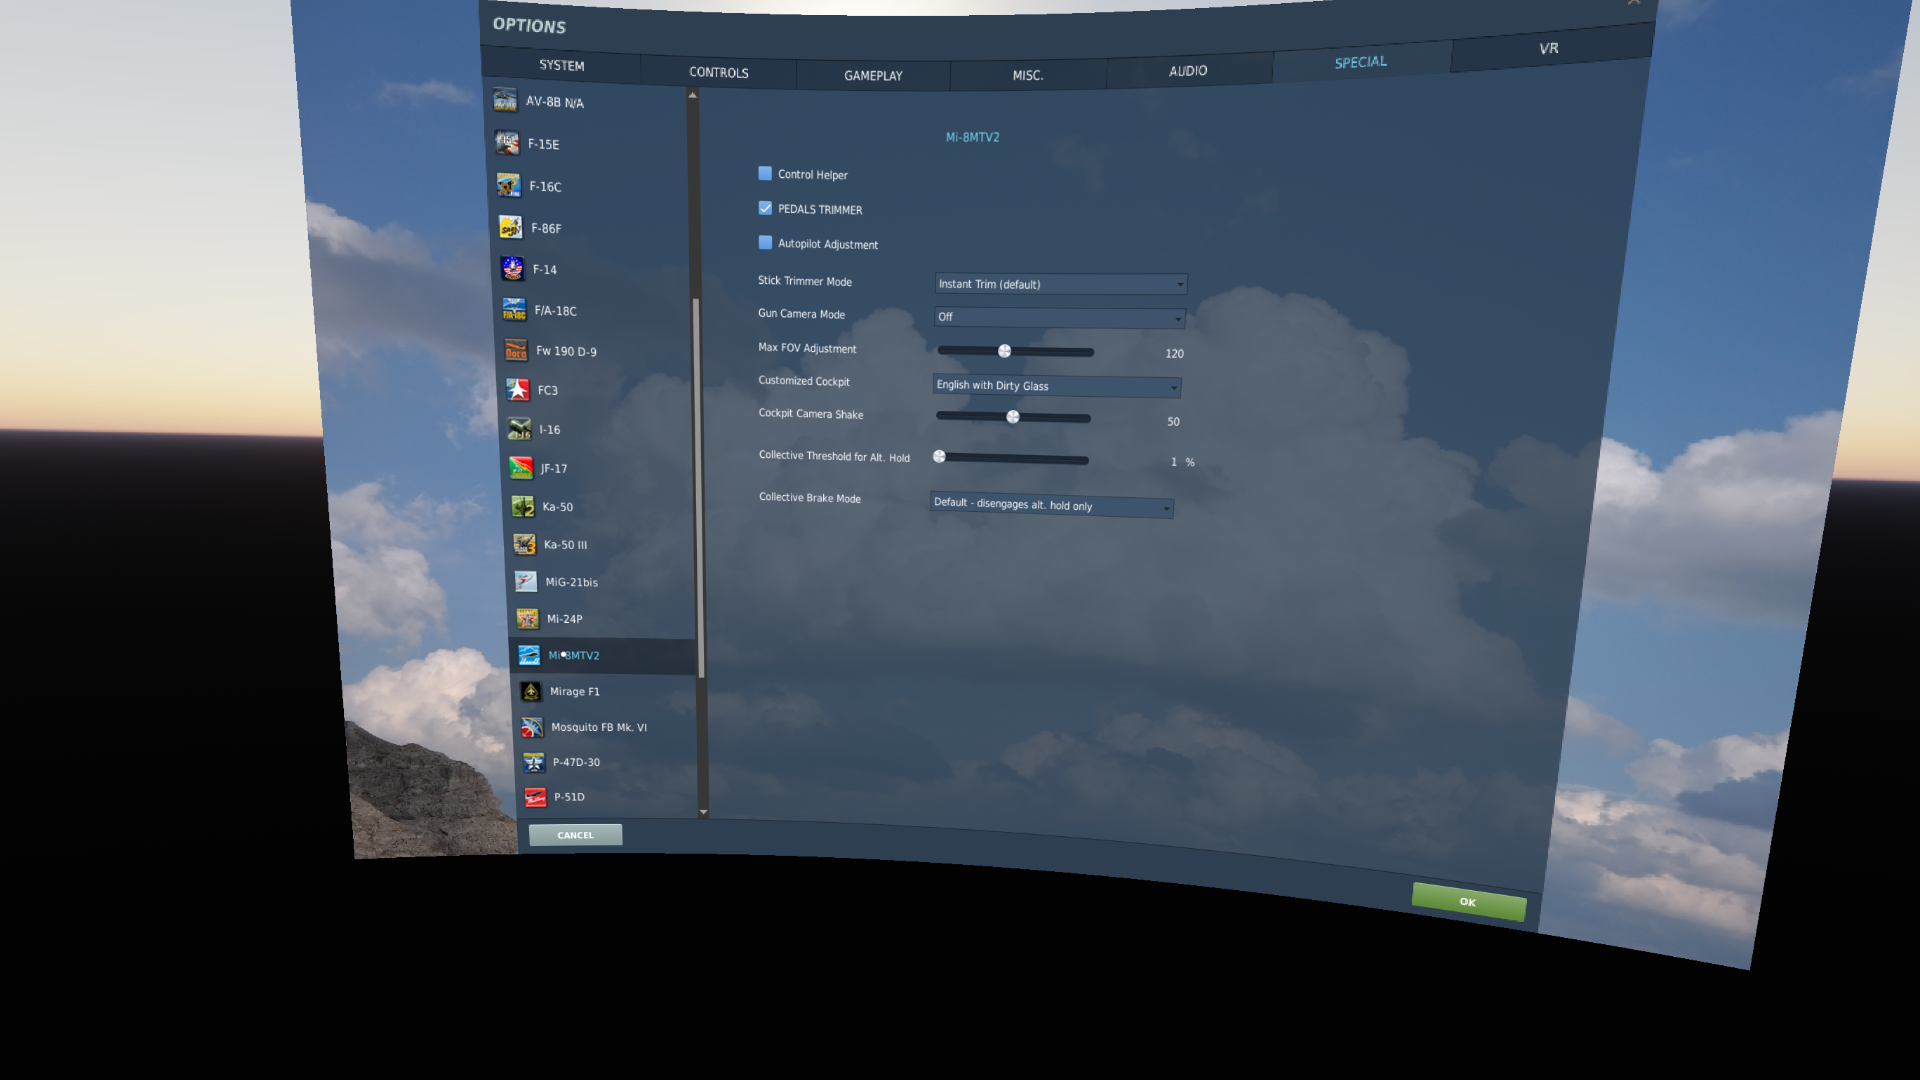 OPTIONS
SYSTEM
CONTROLS
GAMEPLAY
MISC.
AUDIO
SPECIAL
VR
AV-8B N/A
F-15E
F-16C
F-86F
F-14
F/A-18C
Fw 190 D-9
FC3
I-16
JF-17
Ka-50
Ka-50 III
MiG-21bis
Mi-24P
Mi-8MTV2
Mirage F1
Mosquito FB Mk. VI
P-47D-30
P-51D
Mi-8MTV2
Control Helper
PEDALS TRIMMER
Autopilot Adjustment
Stick Trimmer Mode Instant Trim (default)
Gun Camera Mode Off
Max FOV Adjustment 120
Customized Cockpit English with Dirty Glass
Cockpit Camera Shake 50
Collective Threshold for Alt. Hold 1 %
Collective Brake Mode Default - disengages alt. hold only
CANCEL
OK